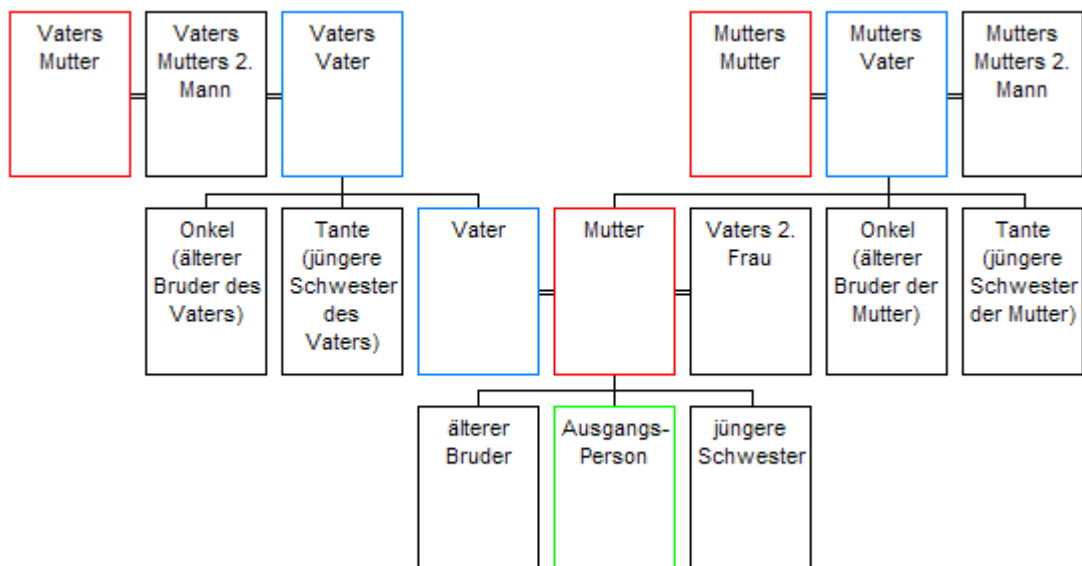 Vaters
Mutter
Vaters
Mutters 2.
Mann
Vaters
Vater
Mutters
Mutter
Mutters
Vater
Mutters
Mutters 2.
Mann
Onkel
(älterer
Bruder des
Vaters)
Tante
(jüngere
Schwester
des
Vaters)
Vater
Mutter
Vaters 2.
Frau
Onkel
(älterer
Bruder der
Mutter)
Tante
(jüngere
Schwester
der Mutter)
älterer
Bruder
Ausgangs-
Person
jüngere
Schwester